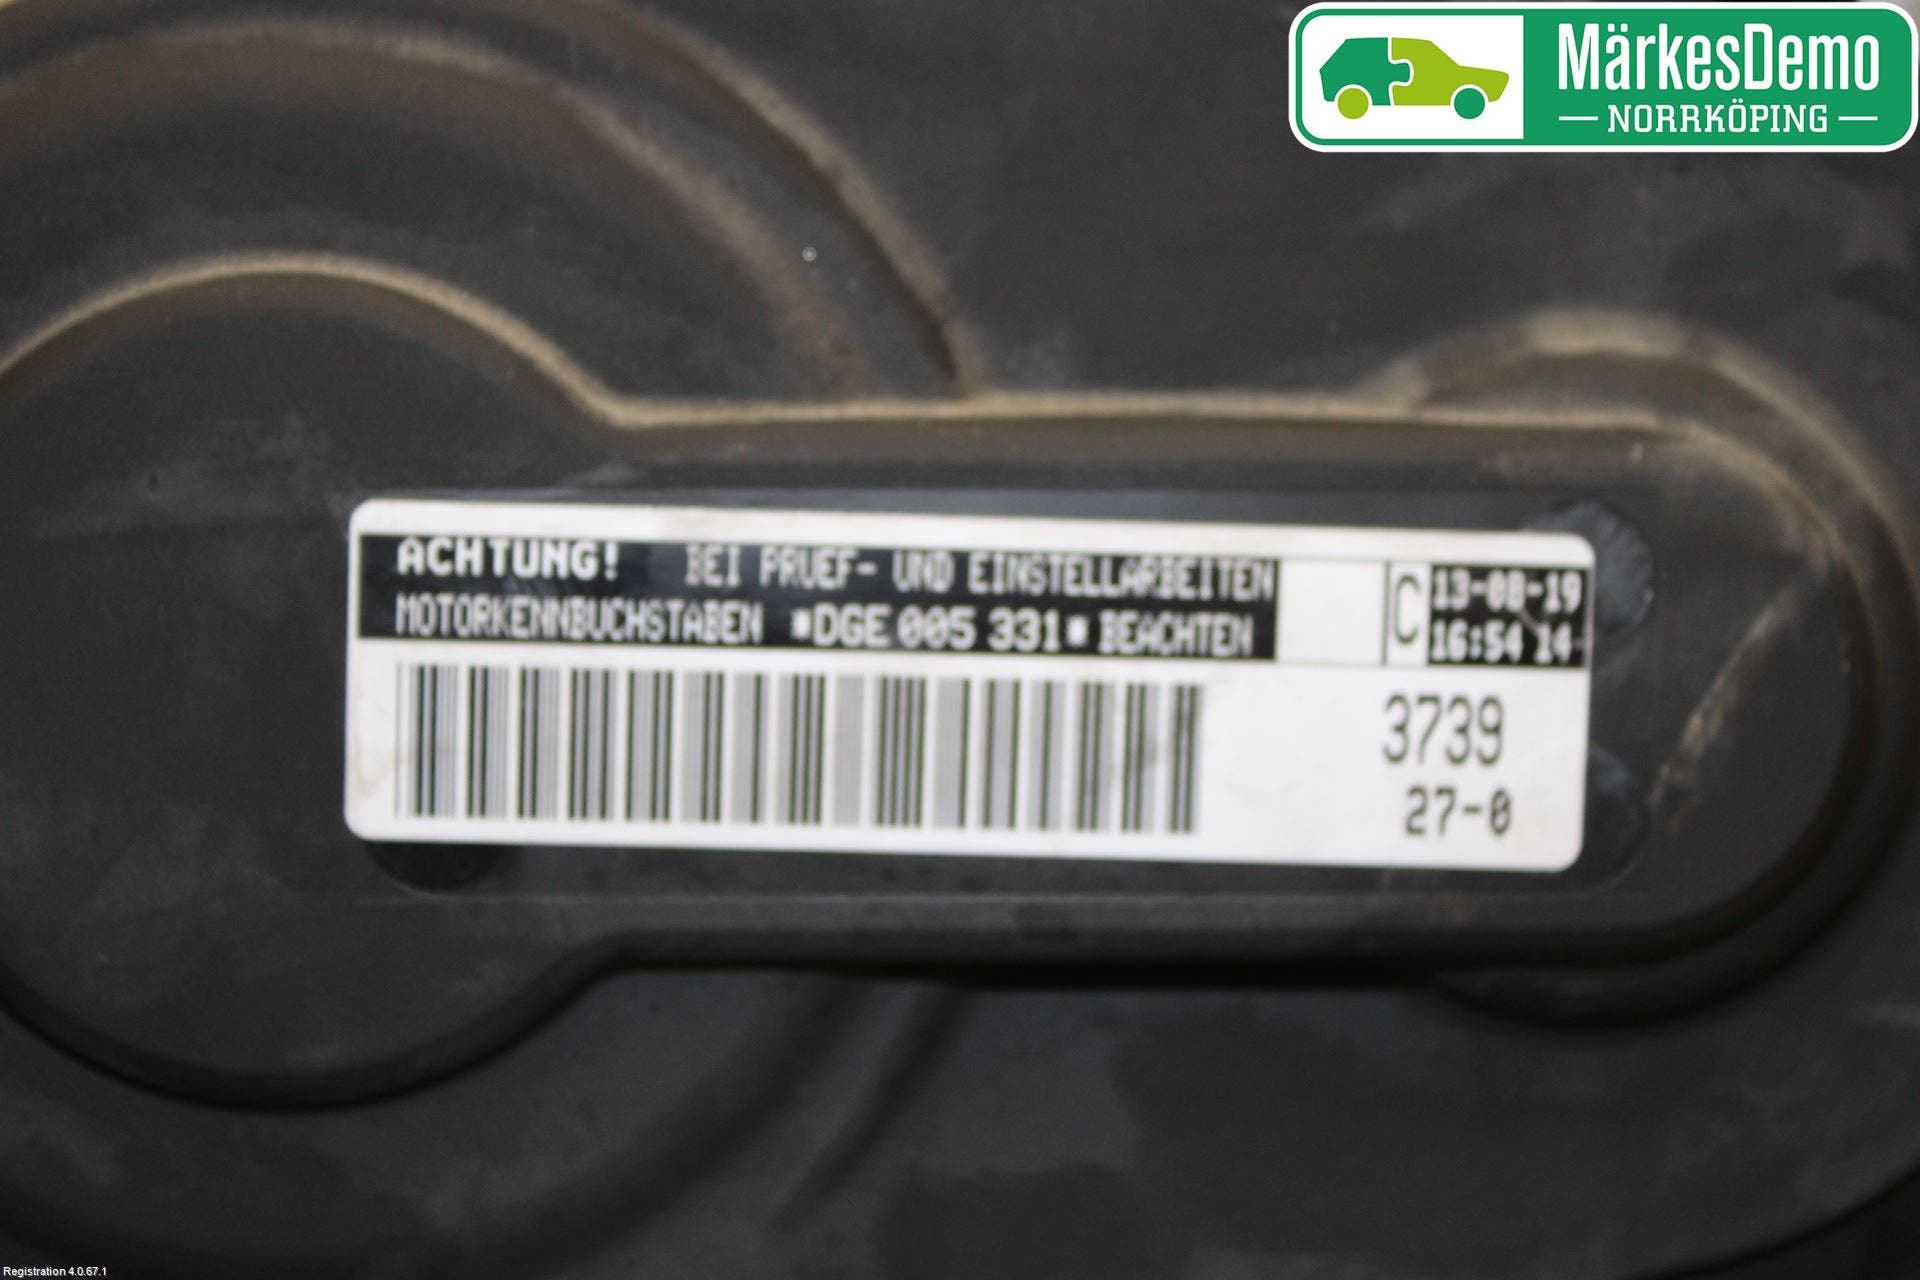 MärkesDemo
NORRKÖPING
ACHTUNG! BEI PRUEF- UND EINSTELLARBEITEN
MOTORKENNBUCHSTABEN *DGE 005 331* BEACHTEN
C
13-08-19
16:54 14
3739
27-0
Registration 4.0.67.1